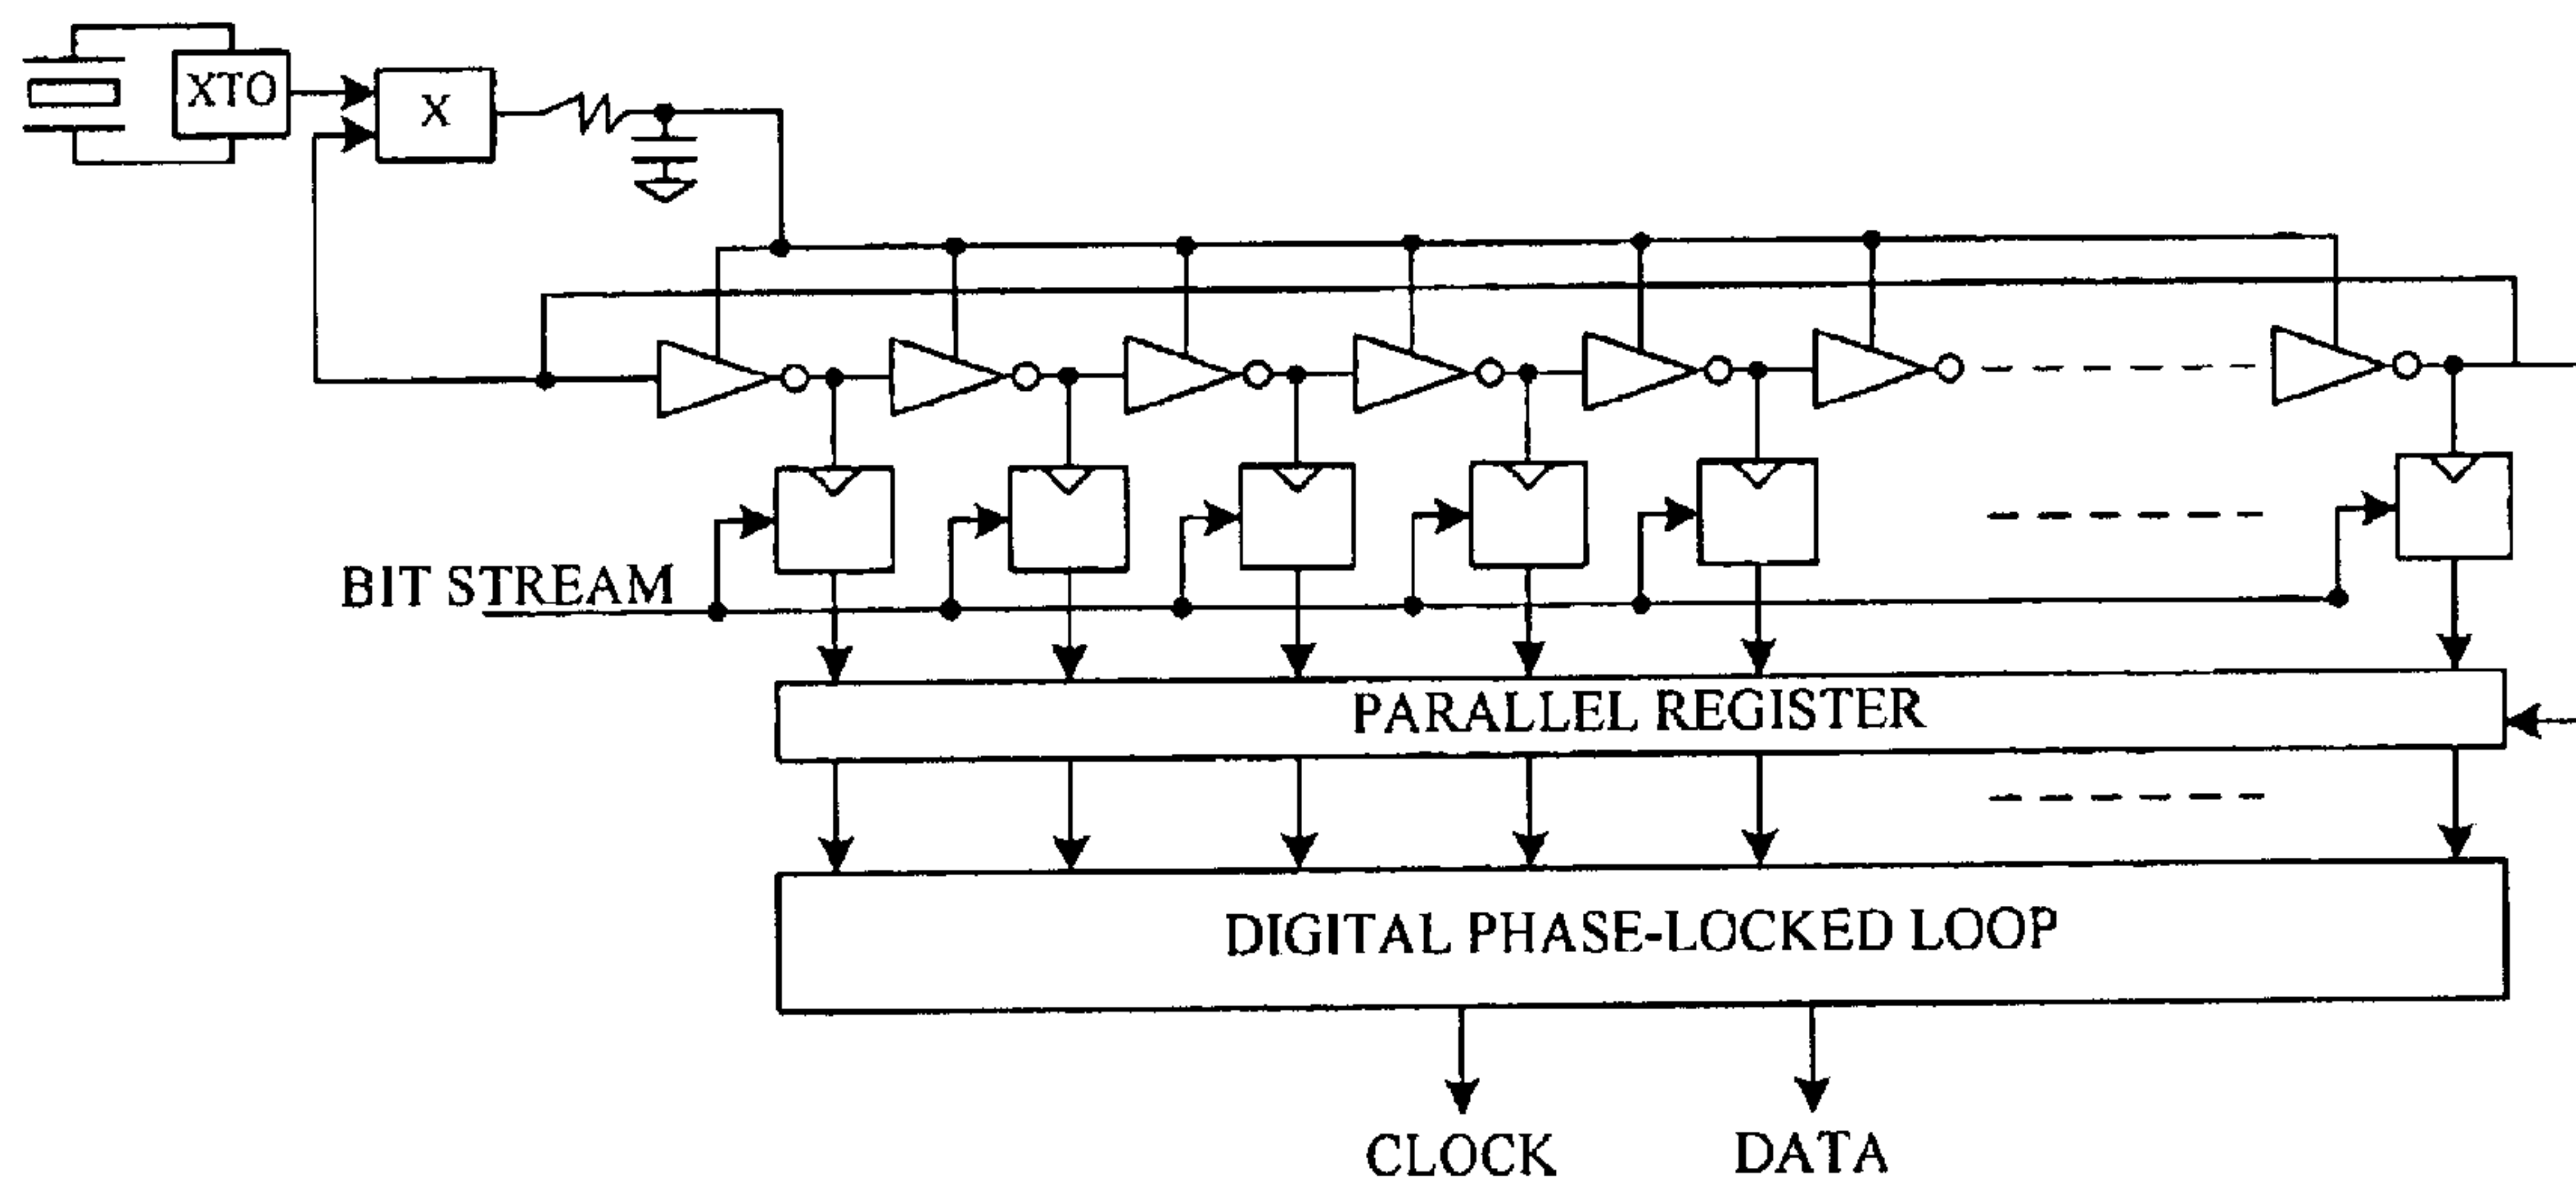 XTO
X
BIT STREAM
PARALLEL REGISTER
DIGITAL PHASE-LOCKED LOOP
CLOCK
DATA